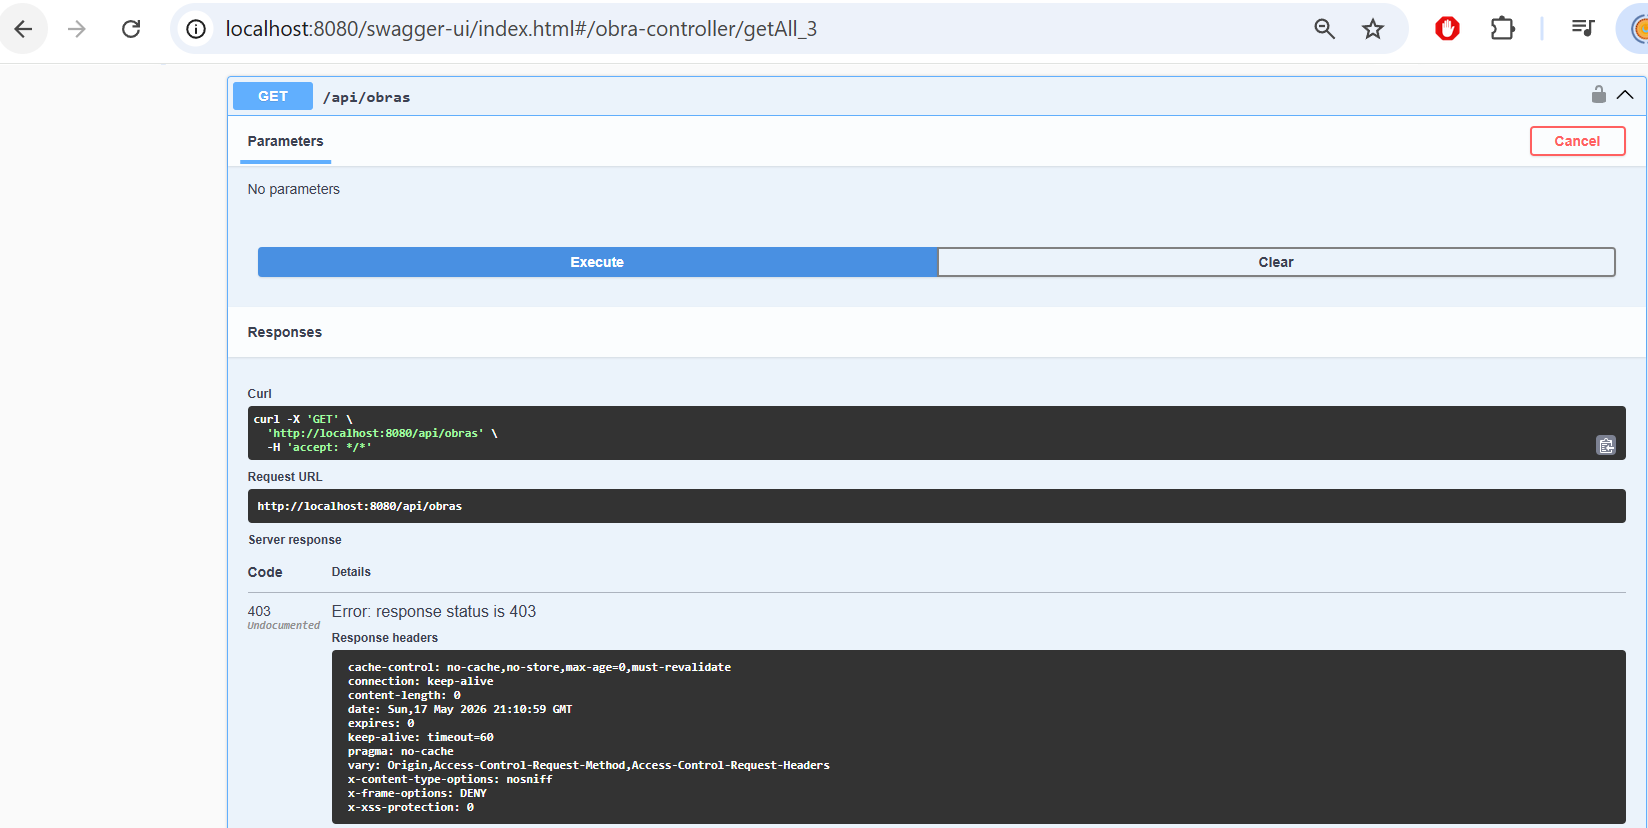 localhost:8080/swagger-ui/index.html#/obra-controller/getAll_3
GET /api/obras
Parameters
Cancel
No parameters
Execute
Clear
Responses
Curl
curl -X 'GET' \
'http://localhost:8080/api/obras' \
-H 'accept: */*'
Request URL
http://localhost:8080/api/obras
Server response
Code Details
403 Error: response status is 403
Undocumented
Response headers
cache-control: no-cache,no-store,max-age=0,must-revalidate
connection: keep-alive
content-length: 0
date: Sun,17 May 2026 21:10:59 GMT
expires: 0
keep-alive: timeout=60
pragma: no-cache
vary: Origin,Access-Control-Request-Method,Access-Control-Request-Headers
x-content-type-options: nosniff
x-frame-options: DENY
x-xss-protection: 0